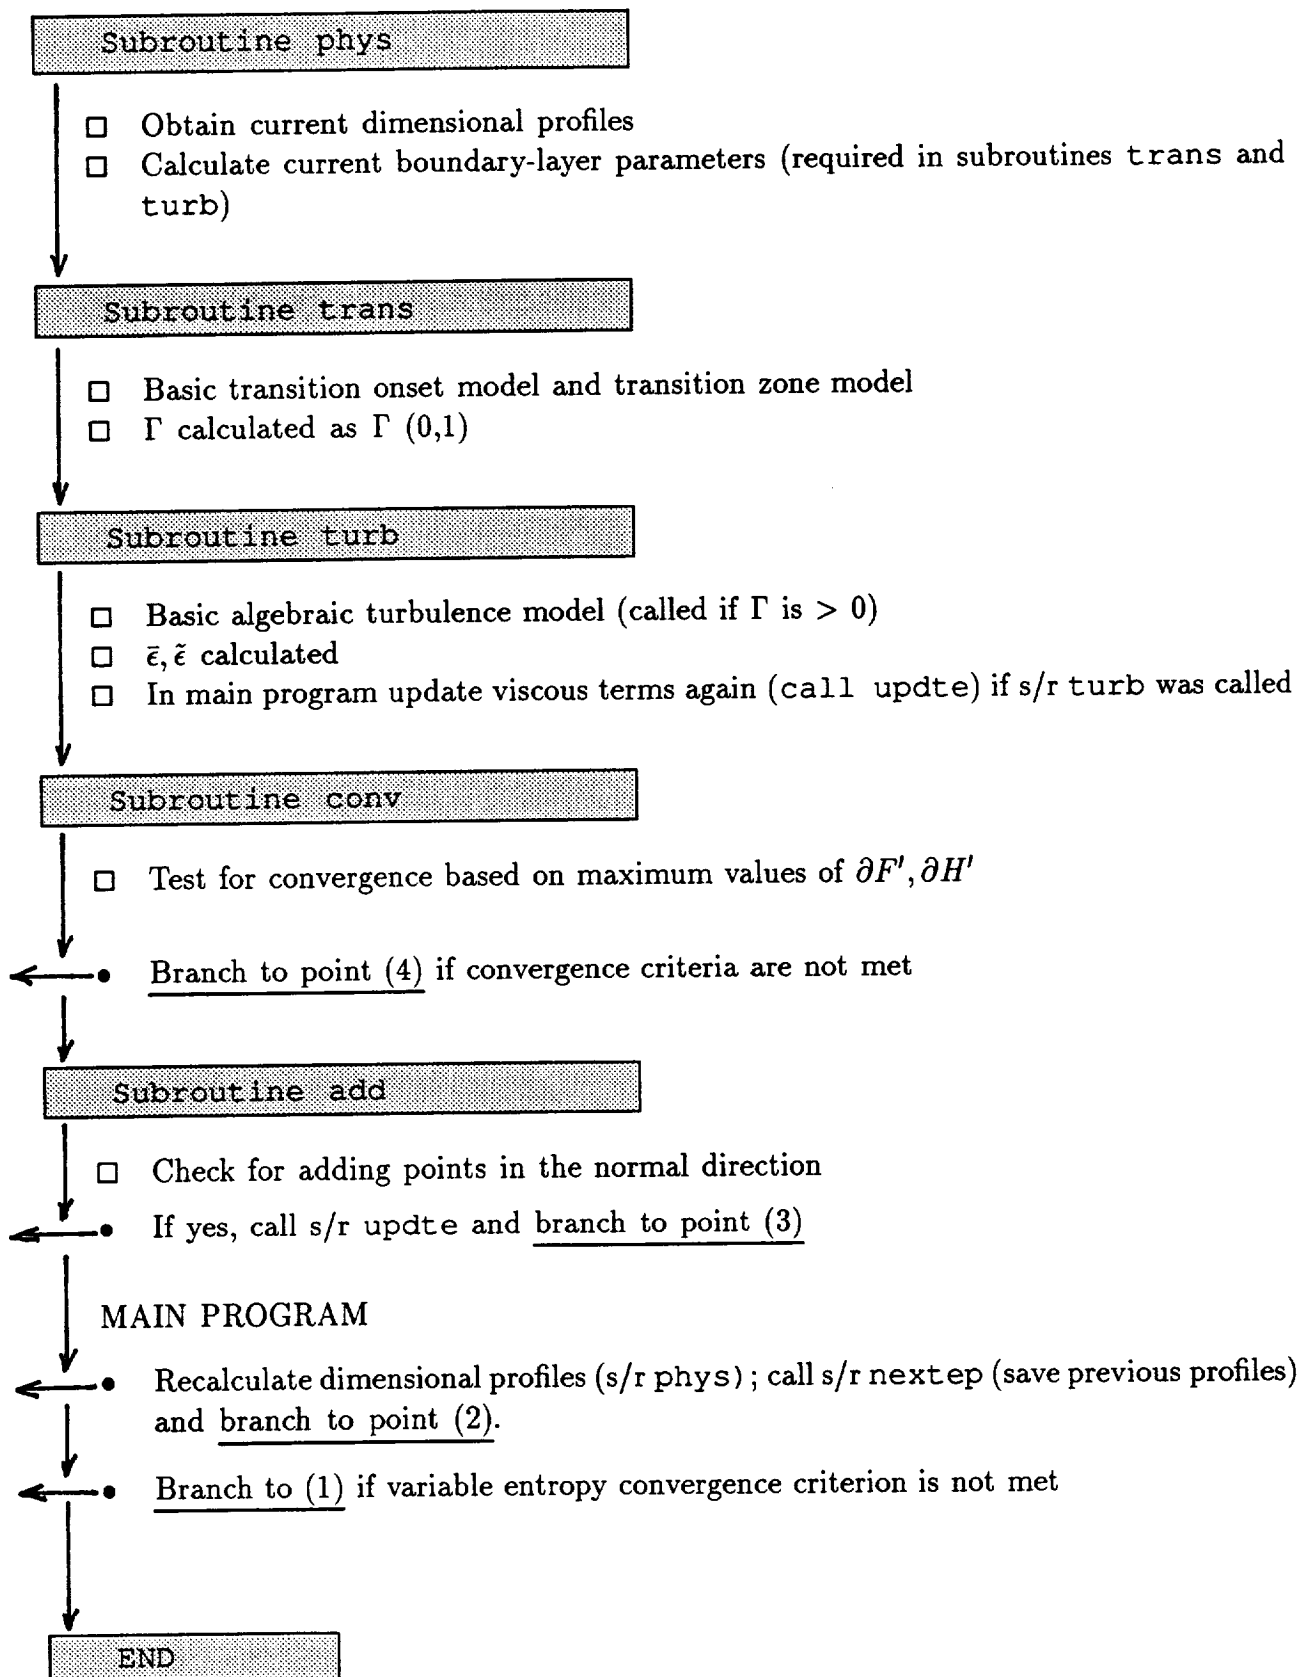 Subroutine phys
□ Obtain current dimensional profiles
□ Calculate current boundary-layer parameters (required in subroutines trans and
turb)
Subroutine trans
□ Basic transition onset model and transition zone model
□ Γ calculated as Γ (0,1)
Subroutine turb
□ Basic algebraic turbulence model (called if Γ is > 0)
□ ϵ̄, ϵ̃ calculated
□ In main program update viscous terms again (call updte) if s/r turb was called
Subroutine conv
□ Test for convergence based on maximum values of ∂F′, ∂H′
• Branch to point (4) if convergence criteria are not met
Subroutine add
□ Check for adding points in the normal direction
• If yes, call s/r updte and branch to point (3)
MAIN PROGRAM
• Recalculate dimensional profiles (s/r phys); call s/r nextep (save previous profiles)
and branch to point (2).
• Branch to (1) if variable entropy convergence criterion is not met
END